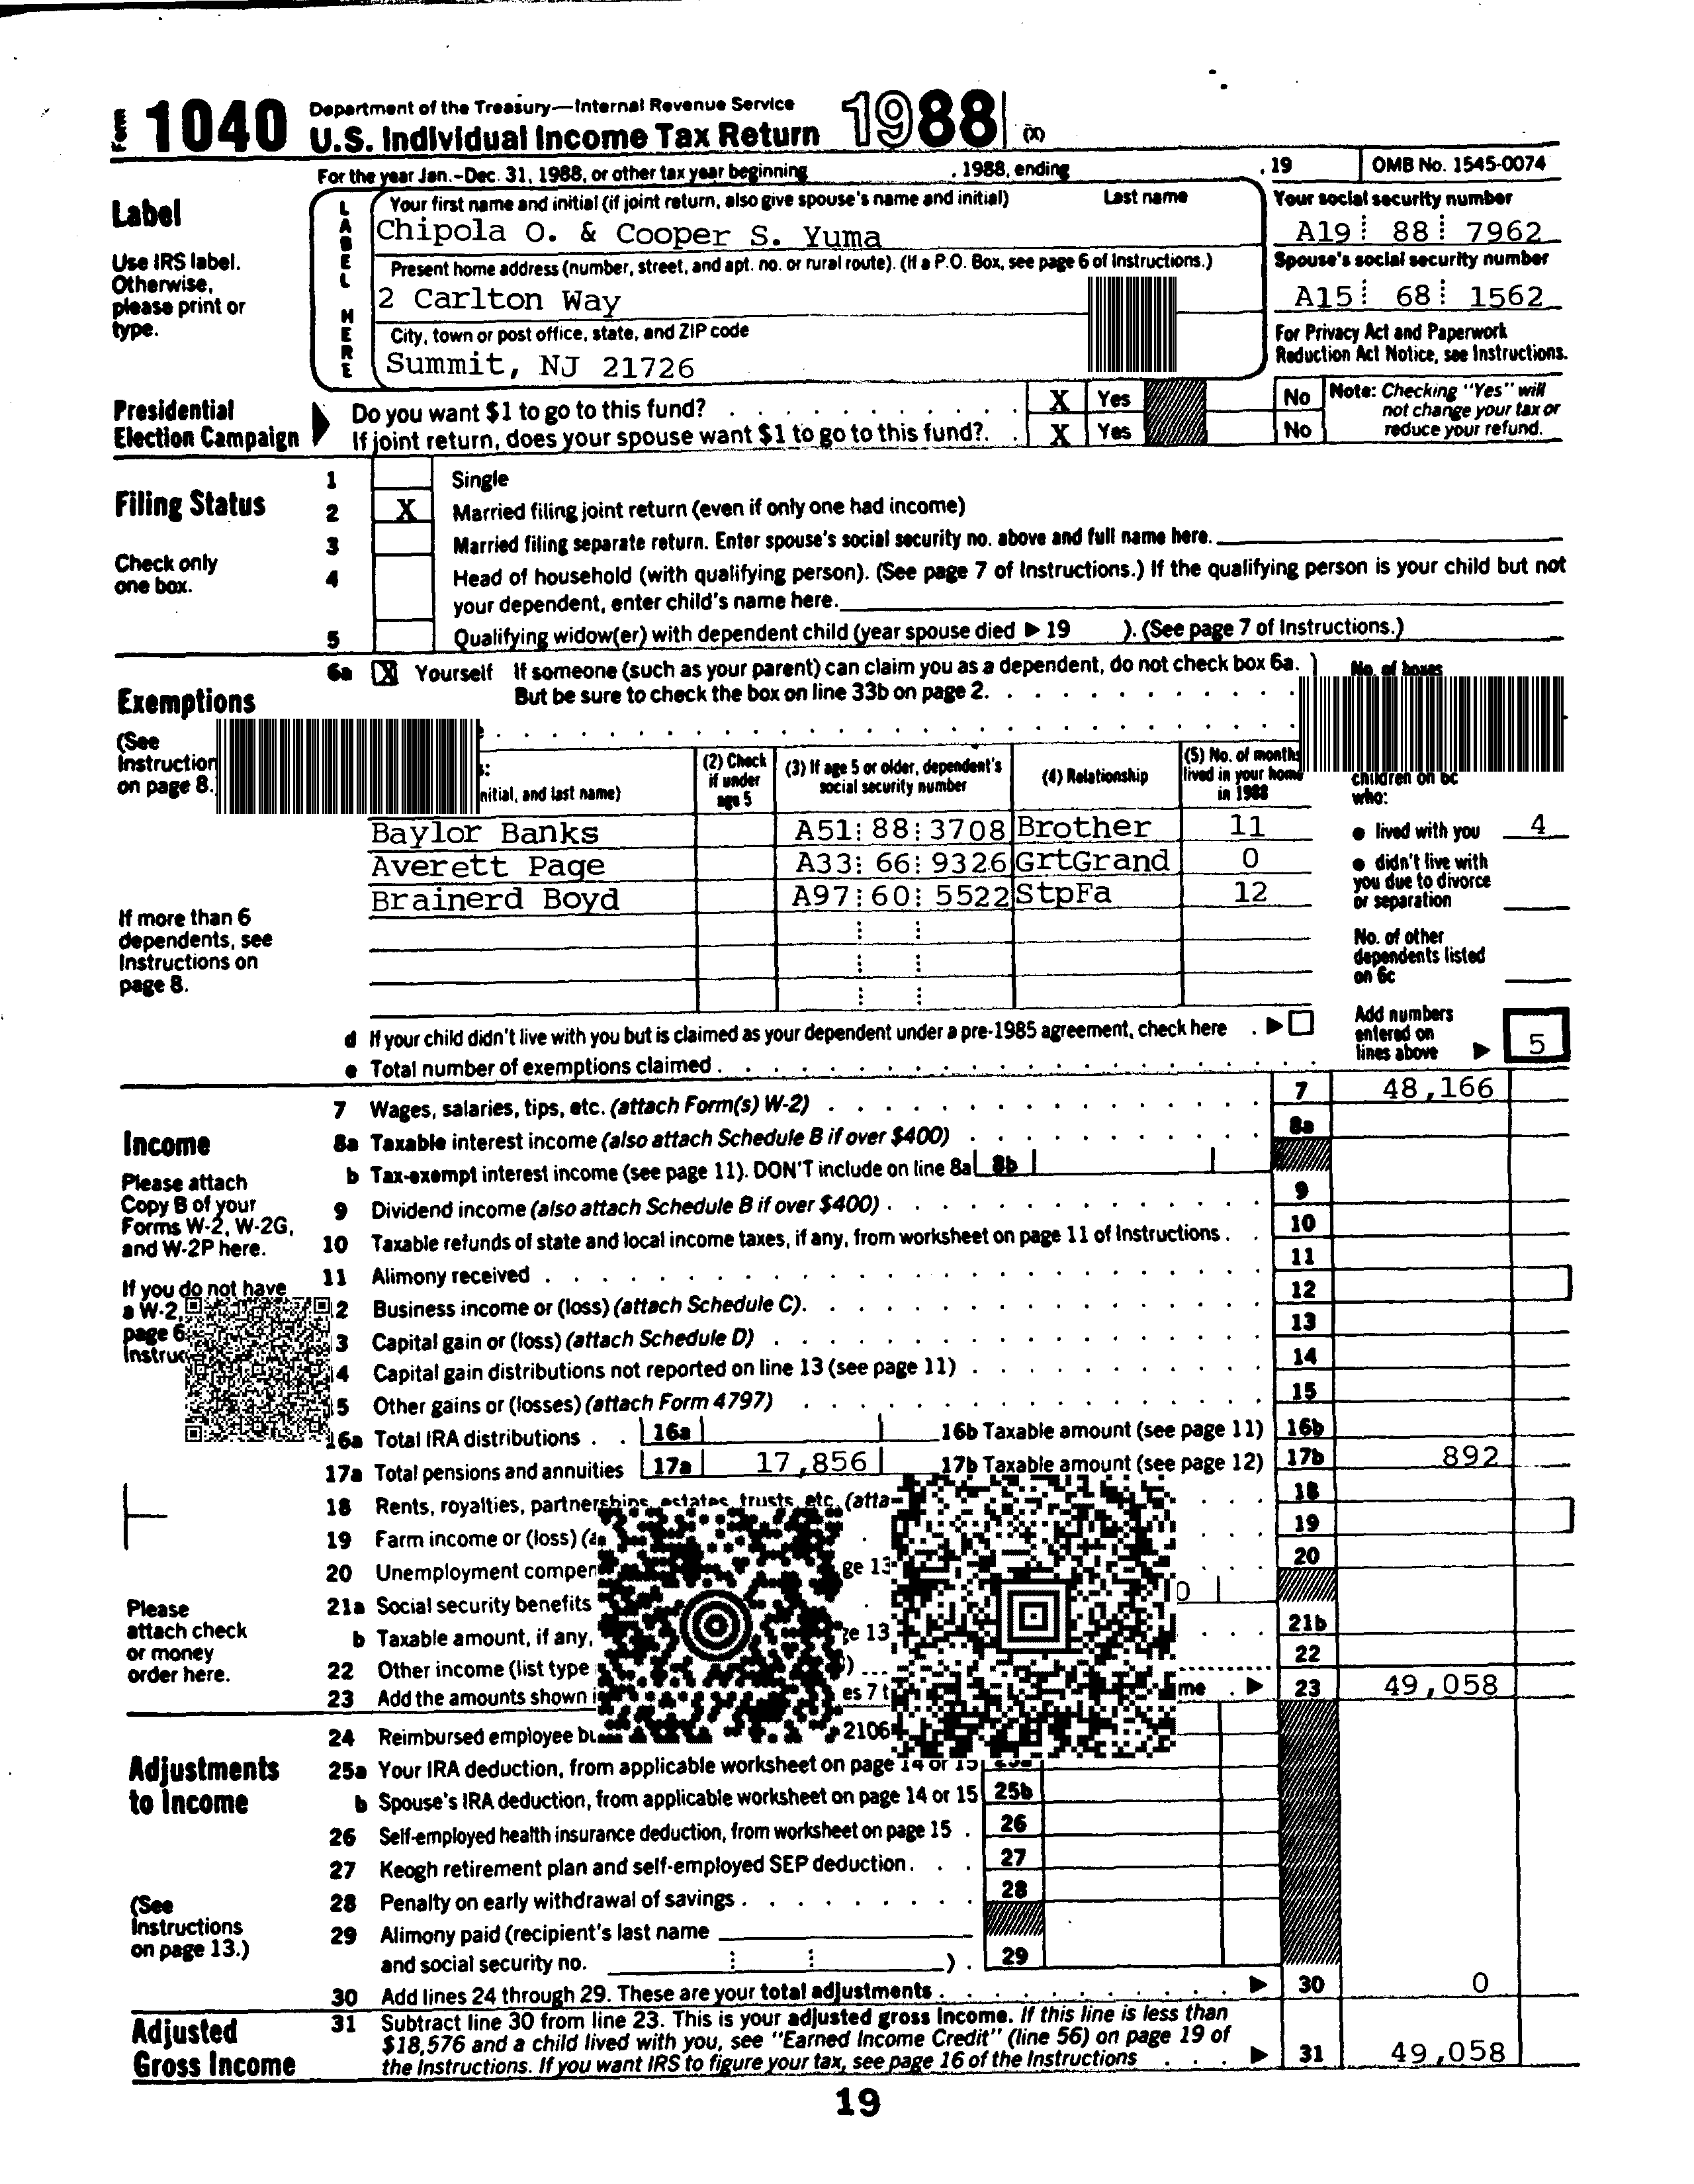 Form 1040 Department of the Treasury—Internal Revenue Service
U.S. Individual Income Tax Return 1988 (X)
For the year Jan.-Dec. 31, 1988, or other tax year beginning , 1988, ending , 19 OMB No. 1545-0074
Label
Use IRS label.
Otherwise,
please print or
type.
LABEL HERE
Your first name and initial (if joint return, also give spouse's name and initial) Last name
Chipola O. & Cooper S. Yuma
Present home address (number, street, and apt. no. or rural route). (If a P.O. Box, see page 6 of Instructions.)
2 Carlton Way
City, town or post office, state, and ZIP code
Summit, NJ 21726
Your social security number
A19 88 7962
Spouse's social security number
A15 68 1562
For Privacy Act and Paperwork
Reduction Act Notice, see Instructions.
Presidential
Election Campaign
Do you want $1 to go to this fund? X Yes No
If joint return, does your spouse want $1 to go to this fund? X Yes No
Note: Checking "Yes" will
not change your tax or
reduce your refund.
Filing Status
Check only
one box.
1 Single
2 X Married filing joint return (even if only one had income)
3 Married filing separate return. Enter spouse's social security no. above and full name here.
4 Head of household (with qualifying person). (See page 7 of Instructions.) If the qualifying person is your child but not
your dependent, enter child's name here.
5 Qualifying widow(er) with dependent child (year spouse died ▶ 19 ). (See page 7 of Instructions.)
Exemptions
(See
Instruction
on page 8.
6a X Yourself If someone (such as your parent) can claim you as a dependent, do not check box 6a.
But be sure to check the box on line 33b on page 2.
No. of boxes
nitial, and last name)
(2) Check
if under
age 5
(3) If age 5 or older, dependent's
social security number
(4) Relationship
(5) No. of months
lived in your home
in 1988
children on 6c
who:
Baylor Banks A51 88 3708 Brother 11
Averett Page A33 66 9326 GrtGrand 0
Brainerd Boyd A97 60 5522 StpFa 12
● lived with you 4
● didn't live with
you due to divorce
or separation
No. of other
dependents listed
on 6c
If more than 6
dependents, see
Instructions on
page 8.
d If your child didn't live with you but is claimed as your dependent under a pre-1985 agreement, check here ▶
e Total number of exemptions claimed
Add numbers
entered on
lines above ▶ 5
Income
Please attach
Copy B of your
Forms W-2, W-2G,
and W-2P here.
If you do not have
a W-2,
page 6
Instruc
7 Wages, salaries, tips, etc. (attach Form(s) W-2) 7 48,166
8a Taxable interest income (also attach Schedule B if over $400) 8a
b Tax-exempt interest income (see page 11). DON'T include on line 8a 8b
9 Dividend income (also attach Schedule B if over $400) 9
10 Taxable refunds of state and local income taxes, if any, from worksheet on page 11 of Instructions 10
11 Alimony received 11
2 Business income or (loss) (attach Schedule C) 12
3 Capital gain or (loss) (attach Schedule D) 13
4 Capital gain distributions not reported on line 13 (see page 11) 14
15 Other gains or (losses) (attach Form 4797) 15
16a Total IRA distributions 16a 16b Taxable amount (see page 11) 16b
17a Total pensions and annuities 17a 17,856 17b Taxable amount (see page 12) 17b 892
18 Rents, royalties, partnerships, estates, trusts, etc. (atta 18
19 Farm income or (loss) 19
20 Unemployment compen ge 13 20
21a Social security benefits 0
b Taxable amount, if any, ge 13 21b
22 Other income (list type 22
23 Add the amounts shown i es 7 t me ▶ 23 49,058
Please
attach check
or money
order here.
Adjustments
to Income
(See
Instructions
on page 13.)
24 Reimbursed employee bu 2106
25a Your IRA deduction, from applicable worksheet on page 14 or 15
b Spouse's IRA deduction, from applicable worksheet on page 14 or 15 25b
26 Self-employed health insurance deduction, from worksheet on page 15 26
27 Keogh retirement plan and self-employed SEP deduction 27
28 Penalty on early withdrawal of savings 28
29 Alimony paid (recipient's last name
and social security no. ) 29
30 Add lines 24 through 29. These are your total adjustments ▶ 30 0
Adjusted
Gross Income
31 Subtract line 30 from line 23. This is your adjusted gross income. If this line is less than
$18,576 and a child lived with you, see "Earned Income Credit" (line 56) on page 19 of
the Instructions. If you want IRS to figure your tax, see page 16 of the Instructions ▶ 31 49,058
19